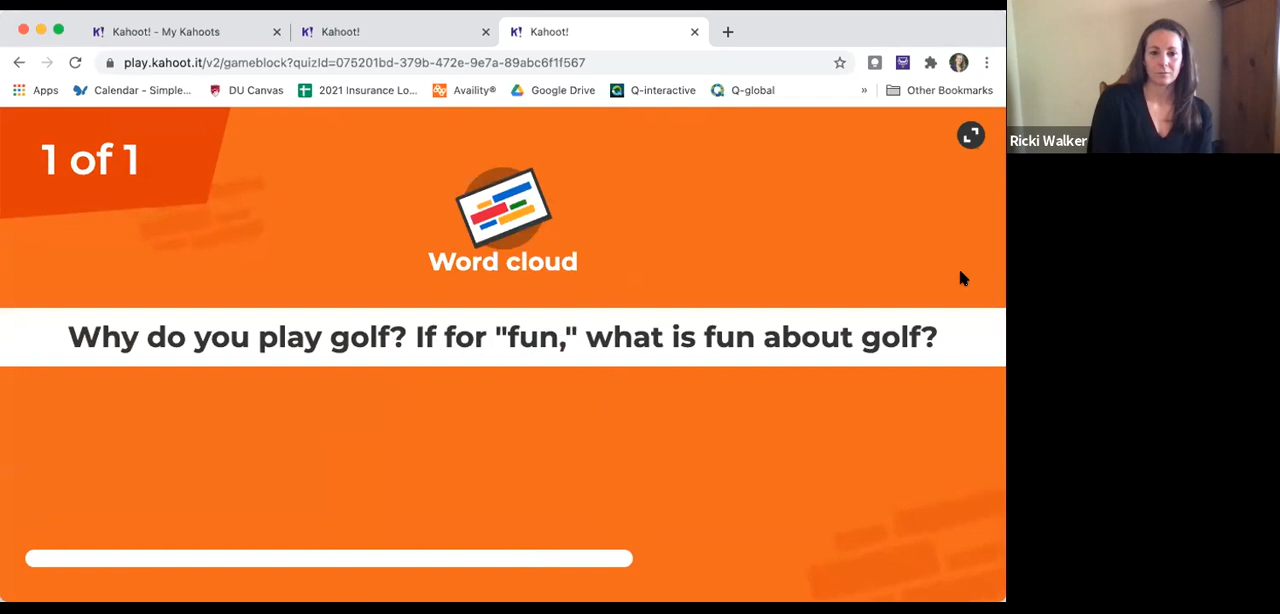 K! Kahoot! - My Kahoots
K! Kahoot!
K! Kahoot!
play.kahoot.it/v2/gameblock?quizId=075201bd-379b-472e-9e7a-89abc6f1f567
Apps Calendar - Simple... DU Canvas 2021 Insurance Lo... Availity® Google Drive Q-interactive Q-global » Other Bookmarks
Ricki Walker
1 of 1
Word cloud
Why do you play golf? If for "fun," what is fun about golf?